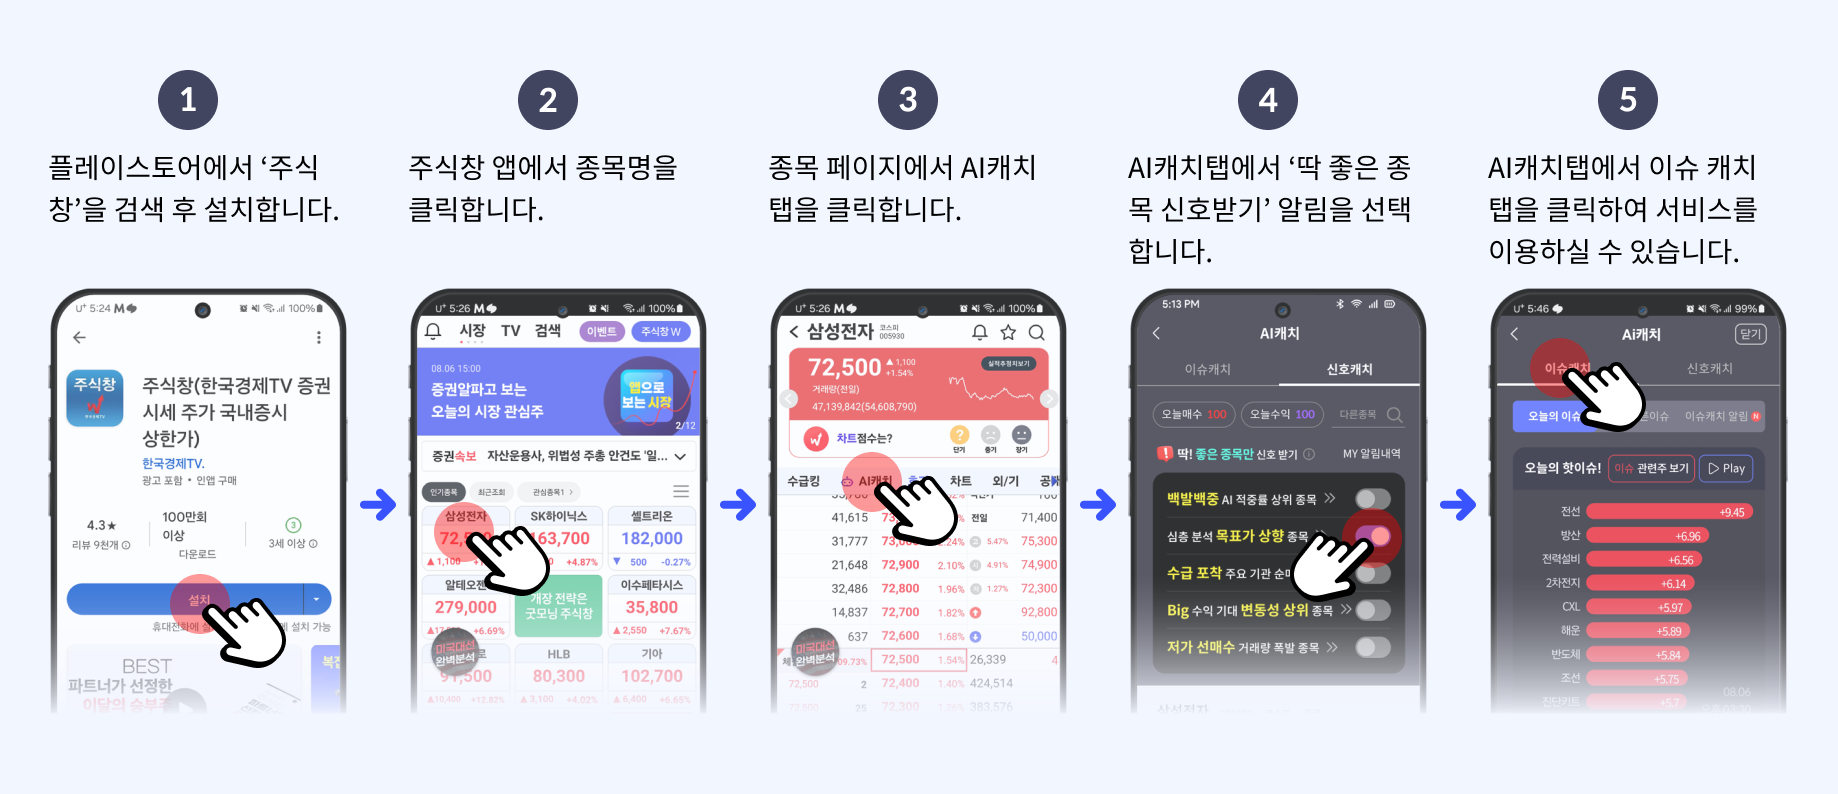 1
플레이스토어에서 ‘주식
창’을 검색 후 설치합니다.
U⁺ 5:24 M
100%
주식창
주식창(한국경제TV 증권
시세 주가 국내증시
상한가)
한국경제TV.
광고 포함 • 인앱 구매
4.3★
리뷰 9천개
100만회
이상
다운로드
3
3세 이상
설치
휴대전화에
설치 가능
BEST
파트너가 선정한
이달의 승부주
2
주식창 앱에서 종목명을
클릭합니다.
U⁺ 5:26 M
100%
시장 TV 검색 이벤트 주식창 W
08.06 15:00
증권알파고 보는
오늘의 시장 관심주
앱으로
보는 시장
2/12
증권속보 자산운용사, 위법성 주총 안건도 '일...
인기종목 최근조회 관심종목1 >
삼성전자 SK하이닉스 셀트리온
163,700 182,000
▲1,100 +4.87% ▼ 500 -0.27%
알테오젠 이수페타시스
279,000 개장 전략은 35,800
굿모닝 주식창
+6.69% ▲2,550 +7.67%
미국대선
완벽분석
HLB 기아
91,500 80,300 102,700
▲10,400 +12.82% ▲3,100 +4.02% ▲6,400 +6.65%
3
종목 페이지에서 AI캐치
탭을 클릭합니다.
U⁺ 5:26 M
100%
삼성전자 코스피
005930
72,500 ▲1,100
+1.54%
실적추정치보기
거래량(전일)
47,139,842(54,608,790)
차트점수는?
단기 중기 장기
수급킹 AI캐치 차트 외/기
41,615 전일 71,400
31,777 73,000 2.24% 5.47% 75,300
21,648 72,900 2.10% 4.91% 74,900
32,486 72,800 1.96% 1.27% 72,300
14,837 72,700 1.82% 92,800
637 72,600 1.68% 50,000
미국대선
완벽분석
09.73% 72,500 1.54% 26,339 4
72,500 2 72,400 1.40% 424,514
72,500 25 72,300 1.26% 383,576
4
AI캐치탭에서 ‘딱 좋은 종
목 신호받기’ 알림을 선택
합니다.
5:13 PM
AI캐치
이슈캐치 신호캐치
오늘매수 100 오늘수익 100 다른종목
딱! 좋은 종목만 신호 받기 MY 알림내역
백발백중 AI 적중률 상위 종목 >>
심층 분석 목표가 상향 종목 >>
수급 포착 주요 기관 순매
Big 수익 기대 변동성 상위 종목 >>
저가 선매수 거래량 폭발 종목 >>
삼성전자
5
AI캐치탭에서 이슈 캐치
탭을 클릭하여 서비스를
이용하실 수 있습니다.
U⁺ 5:46
99%
Ai캐치 닫기
이슈캐치 신호캐치
오늘의 이슈 이슈캐치 알림 N
오늘의 핫이슈! 이슈 관련주 보기 ▷ Play
전선 +9.45
방산 +6.96
전력설비 +6.56
2차전지 +6.14
CXL +5.97
해운 +5.89
반도체 +5.84
조선 +5.75
진단키트 +5.7
08.06